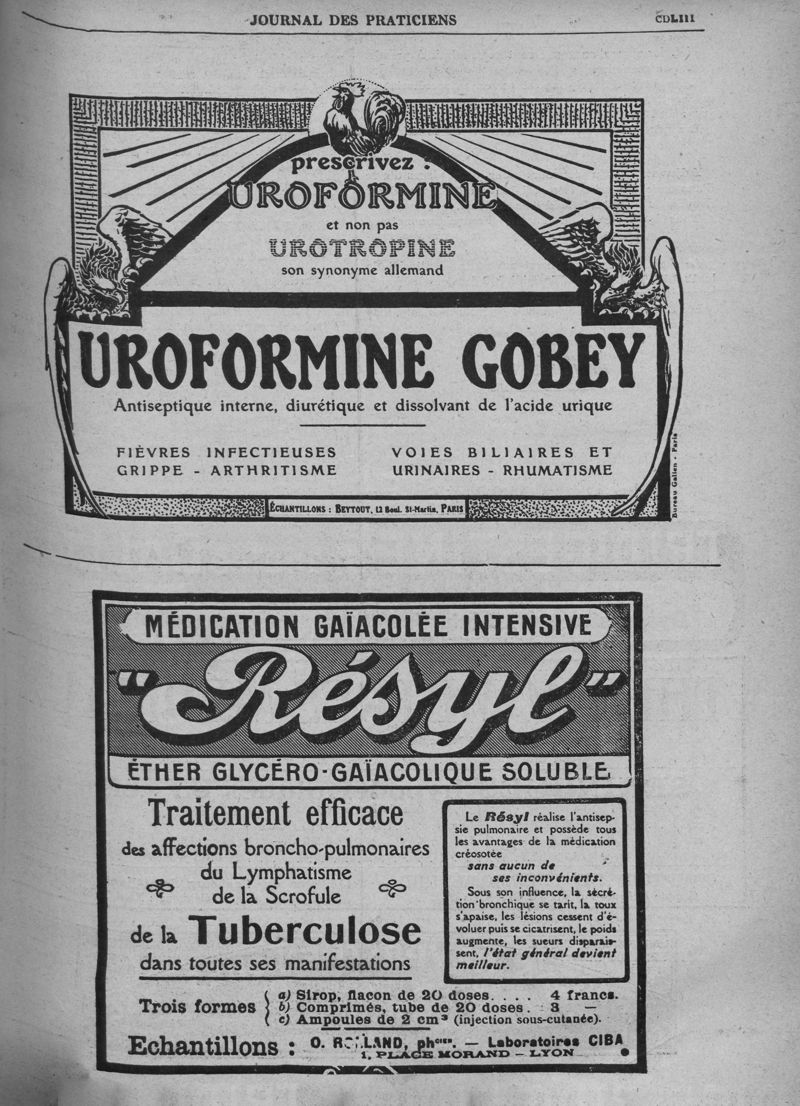 JOURNAL DES PRATICIENS
CDLIII
prescrivez :
UROFORMINE
et non pas
UROTROPINE
son synonyme allemand
UROFORMINE GOBEY
Antiseptique interne, diurétique et dissolvant de l'acide urique
FIÈVRES INFECTIEUSES
GRIPPE - ARTHRITISME
VOIES BILIAIRES ET
URINAIRES - RHUMATISME
ÉCHANTILLONS : BEYTOUT, 12 Boul. St-Martin, PARIS
Bureau Galien - Paris
MÉDICATION GAÏACOLÉE INTENSIVE
"Résyl"
ÉTHER GLYCÉRO-GAÏACOLIQUE SOLUBLE
Traitement efficace
des affections broncho-pulmonaires
du Lymphatisme
de la Scrofule
de la Tuberculose
dans toutes ses manifestations
Le Résyl réalise l'antisep-
sie pulmonaire et possède tous
les avantages de la médication
créosotée
sans aucun de
ses inconvénients.
Sous son influence, la sécré-
tion bronchique se tarit, la toux
s'apaise, les lésions cessent d'é-
voluer puis se cicatrisent, le poids
augmente, les sueurs disparais-
sent, l'état général devient
meilleur.
Trois formes
a) Sirop, flacon de 20 doses. . . . 4 francs.
b) Comprimés, tube de 20 doses . 3 —
c) Ampoules de 2 cm³ (injection sous-cutanée).
Echantillons : O. phcien. — Laboratoires CIBA
1, PLACE MORAND – LYON